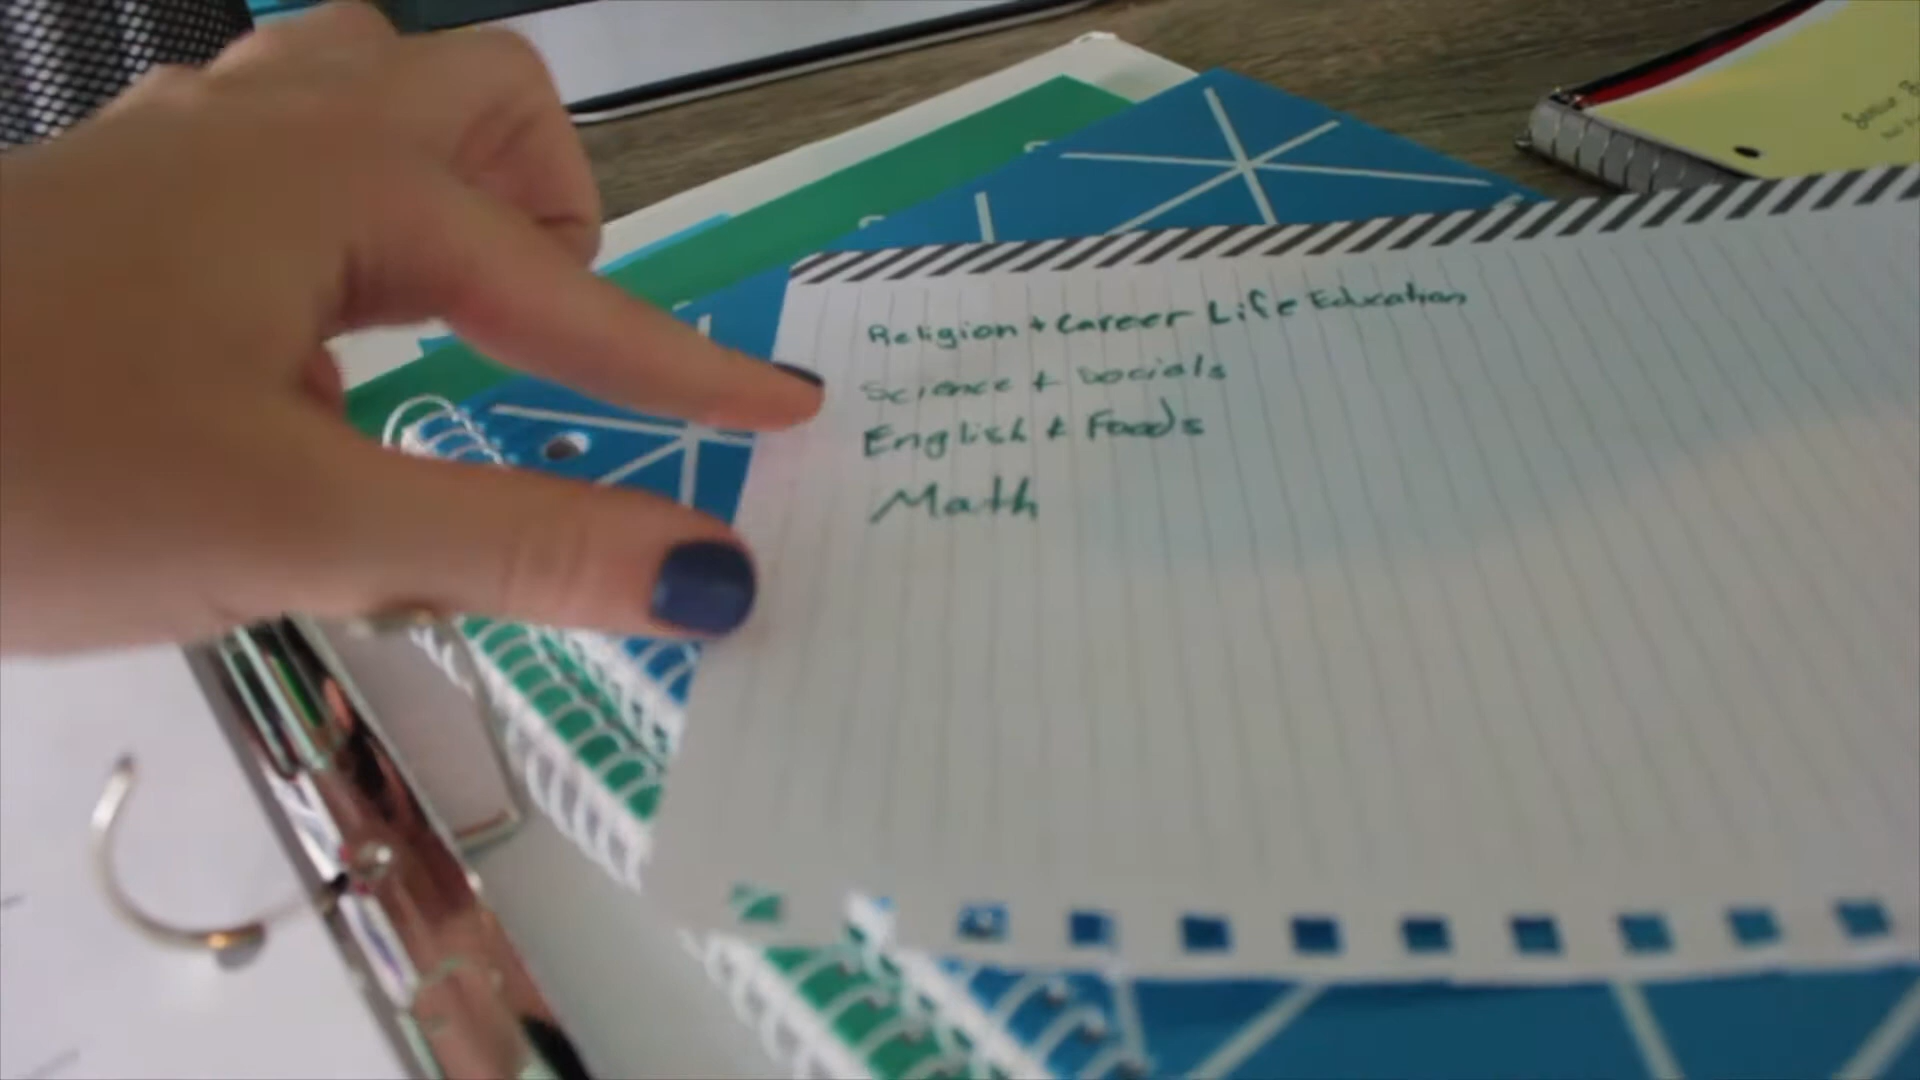 Religion + Career Life Education
Science & Socials
English & Foods
Math